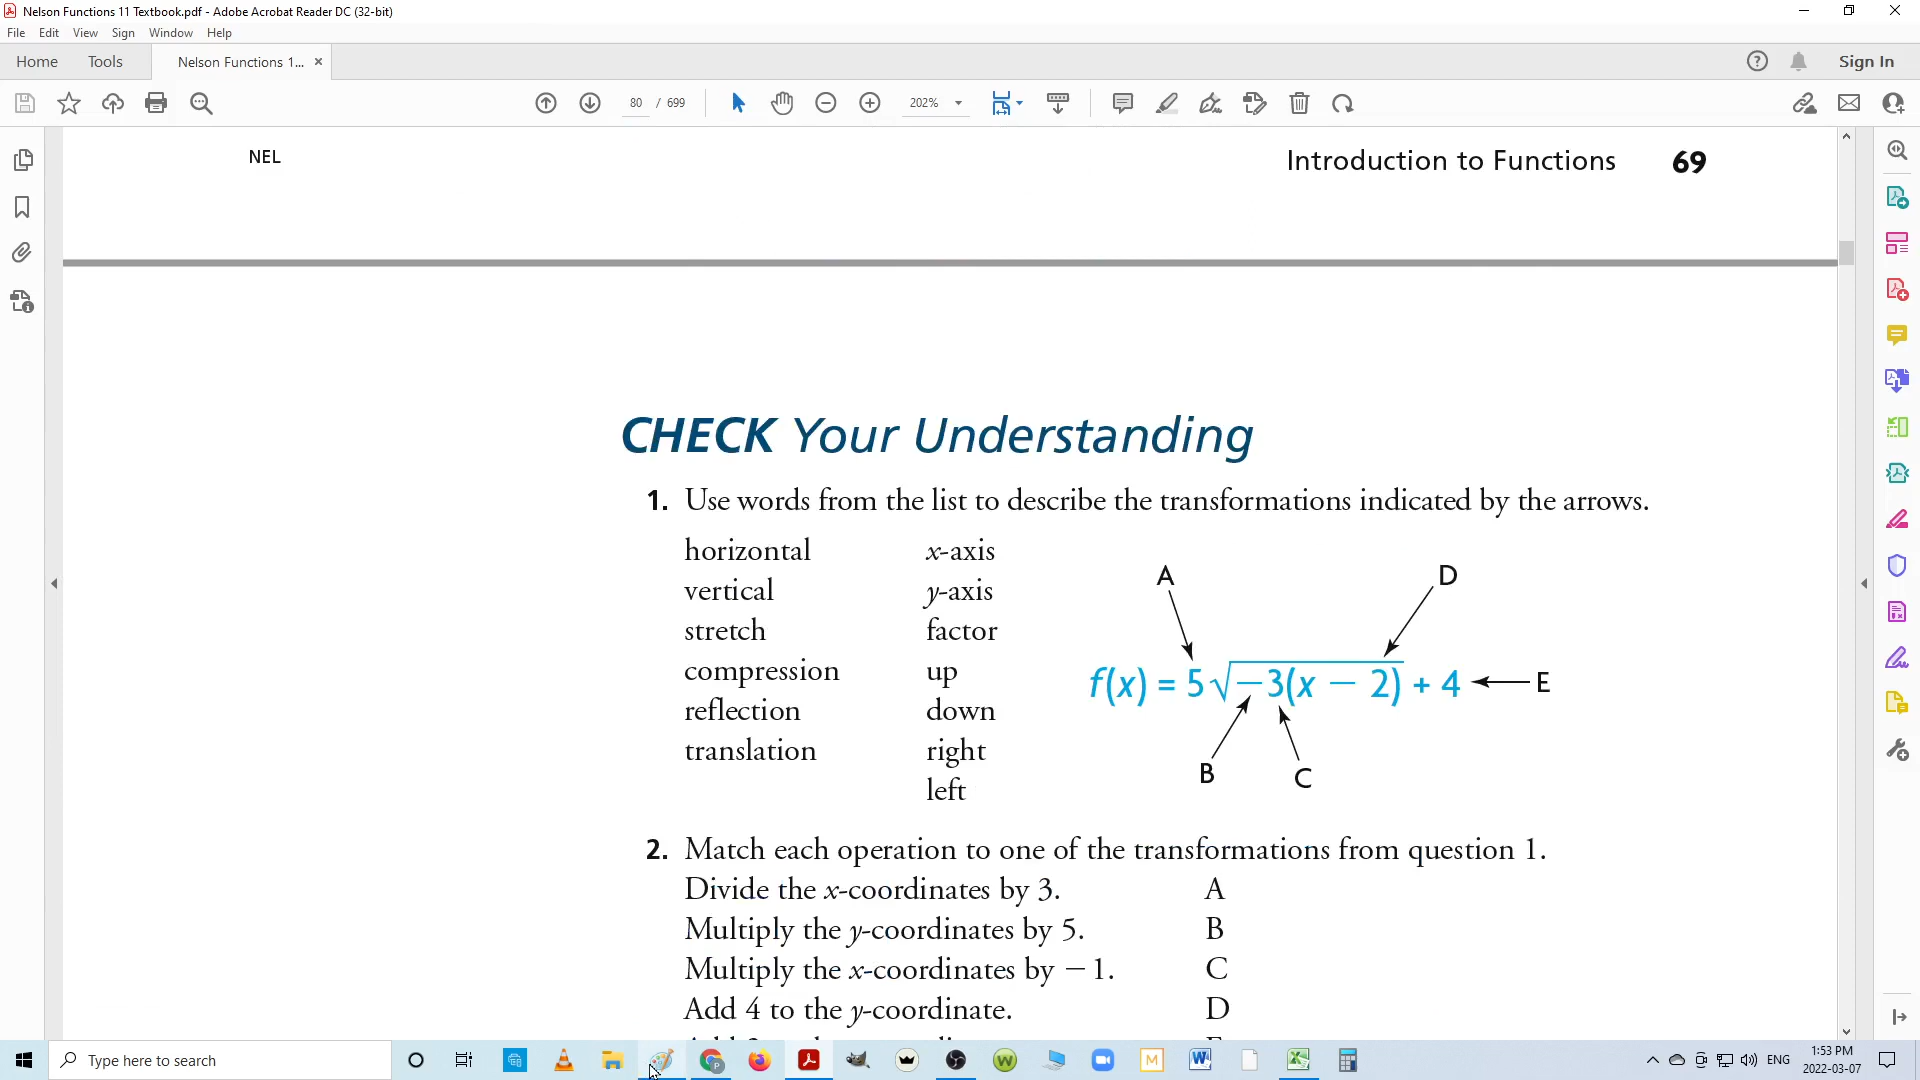 Nelson Functions 11 Textbook.pdf - Adobe Acrobat Reader DC (32-bit)
File Edit View Sign Window Help
Home Tools Nelson Functions 1... × Sign In
80 / 699 202%
NEL Introduction to Functions 69
CHECK Your Understanding
1. Use words from the list to describe the transformations indicated by the arrows.
horizontal x-axis
vertical y-axis
stretch factor
compression up
reflection down
translation right
left
A D
f(x) = 5√−3(x − 2) + 4 E
B C
2. Match each operation to one of the transformations from question 1.
Divide the x-coordinates by 3. A
Multiply the y-coordinates by 5. B
Multiply the x-coordinates by −1. C
Add 4 to the y-coordinate. D
Type here to search ENG 1:53 PM
2022-03-07